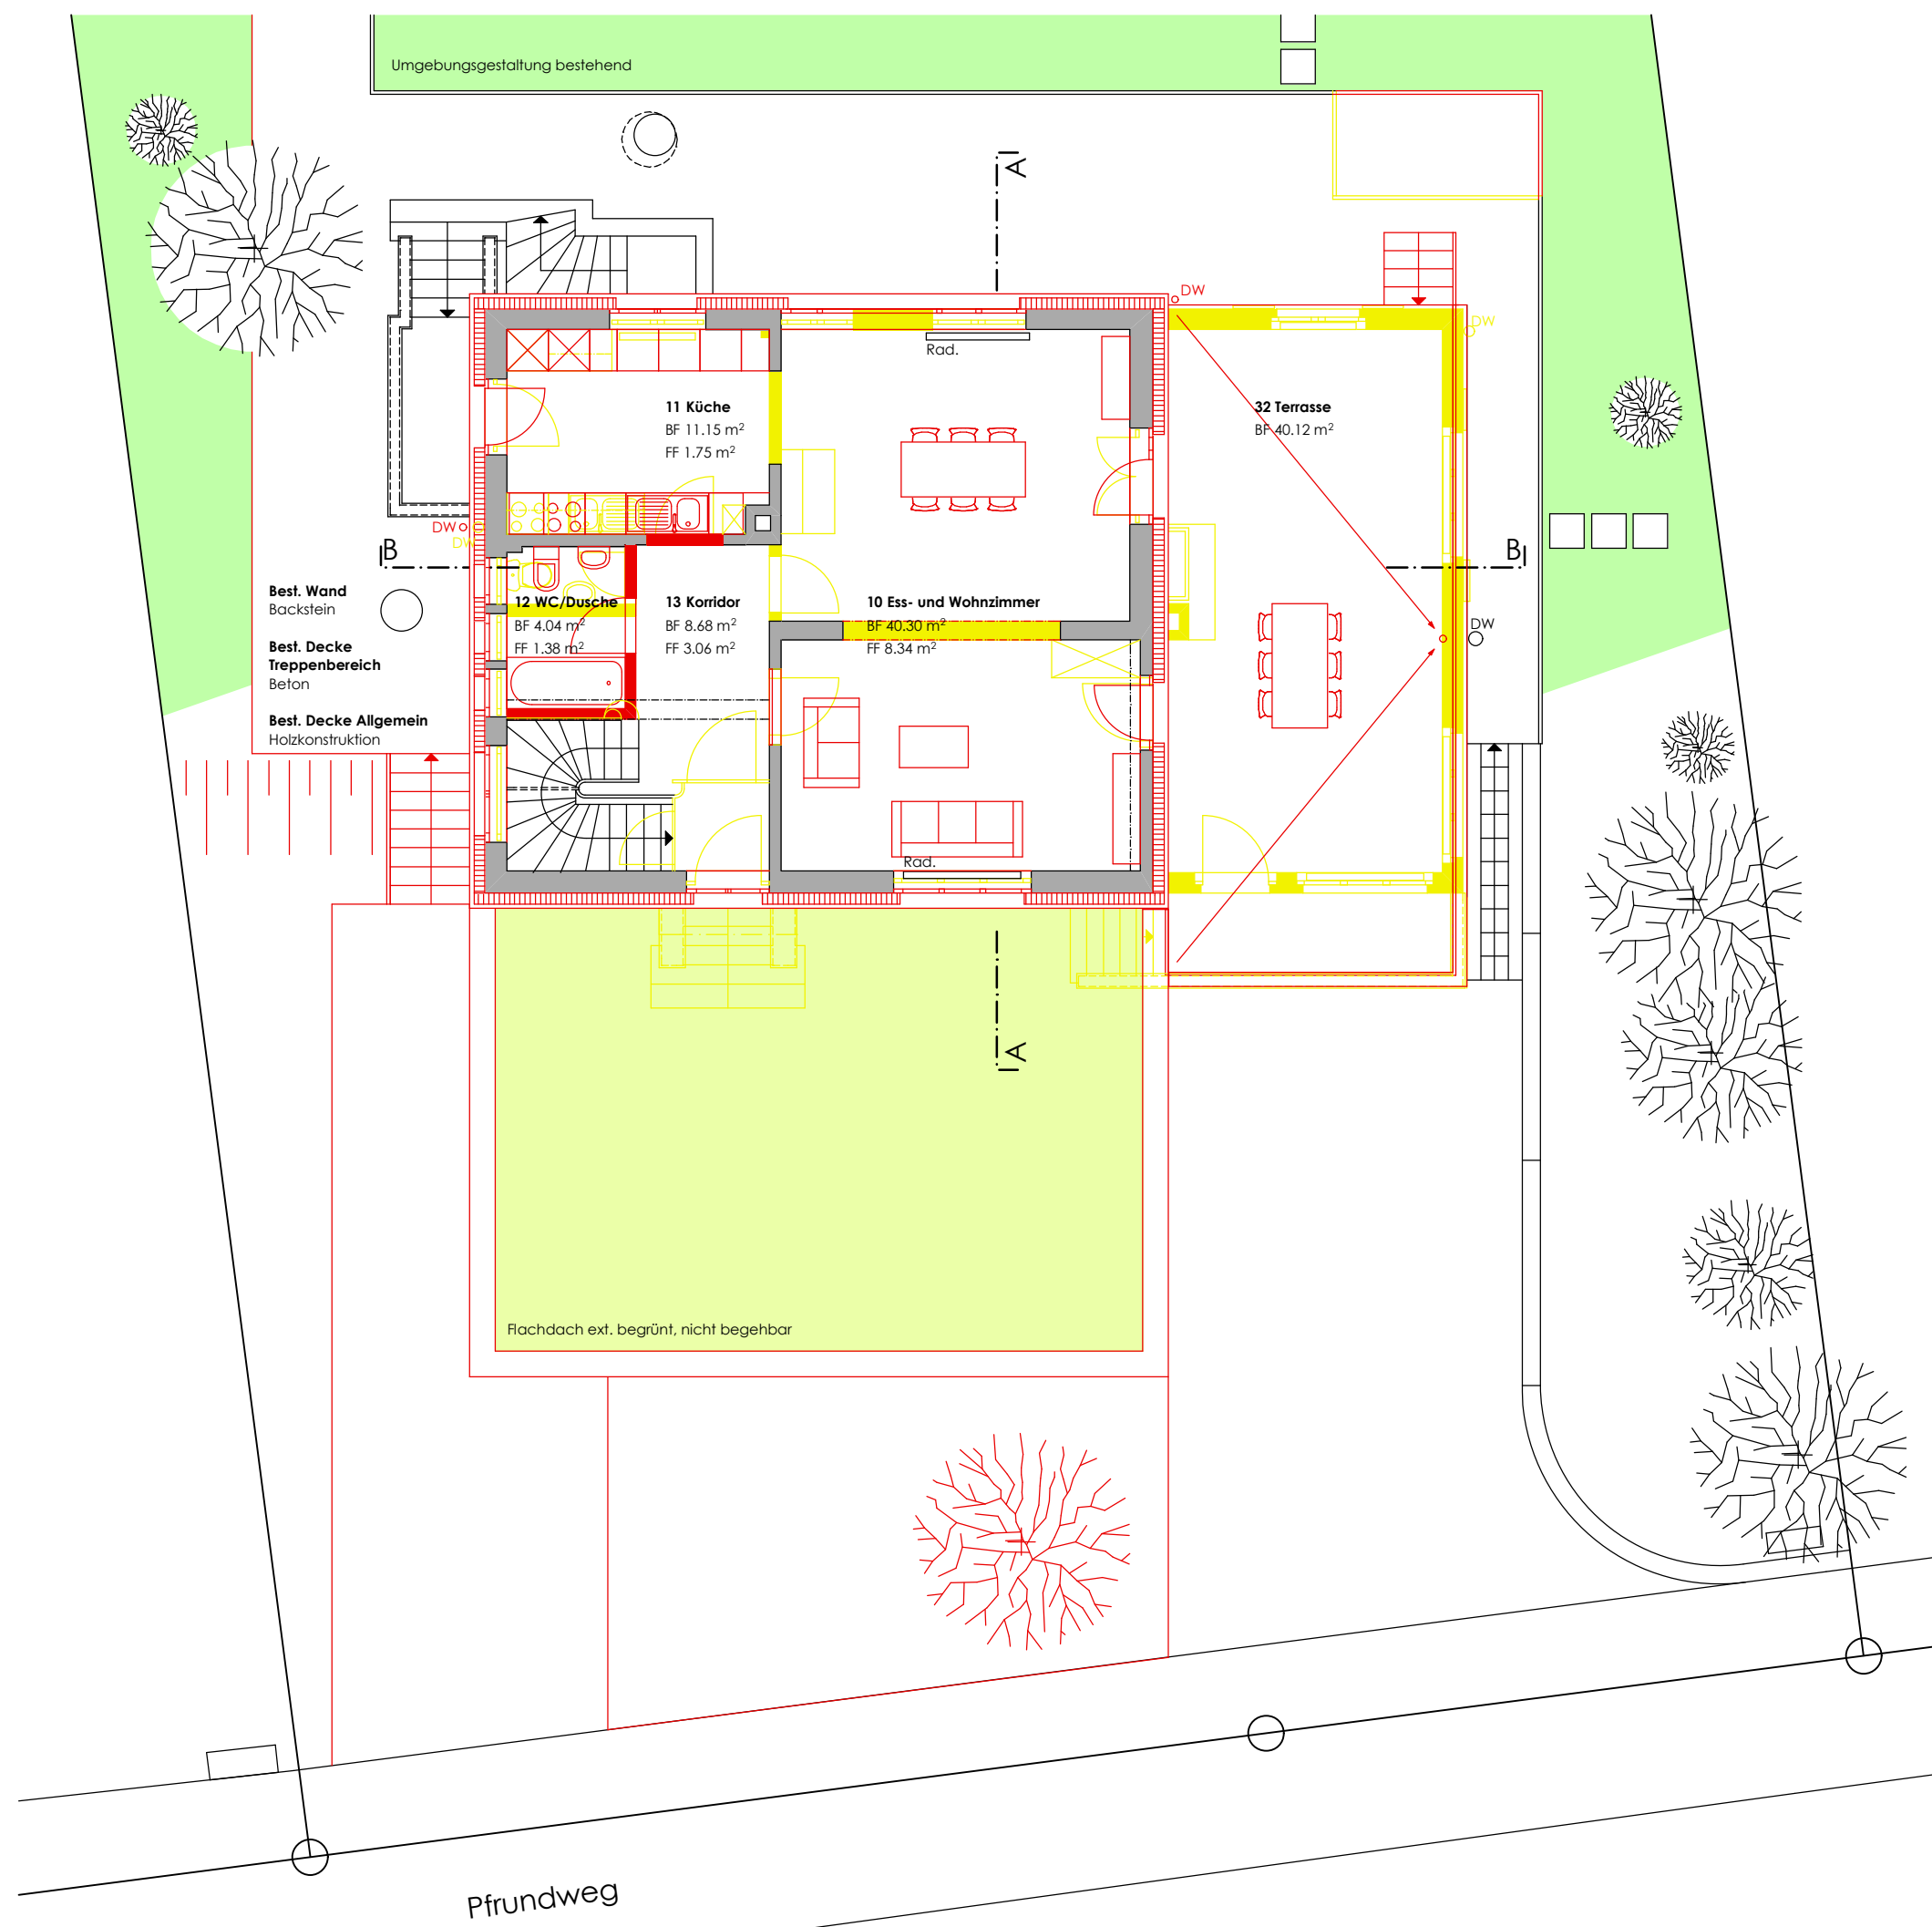 Umgebungsgestaltung bestehend
A
DW
DW
Rad.
11 Küche
BF 11.15 m²
FF 1.75 m²
32 Terrasse
BF 40.12 m²
DW
DW
B
B
Best. Wand
Backstein
Best. Decke
Treppenbereich
Beton
Best. Decke Allgemein
Holzkonstruktion
12 WC/Dusche
BF 4.04 m²
FF 1.38 m²
13 Korridor
BF 8.68 m²
FF 3.06 m²
10 Ess- und Wohnzimmer
BF 40.30 m²
FF 8.34 m²
DW
Rad.
A
Flachdach ext. begrünt, nicht begehbar
Pfrundweg